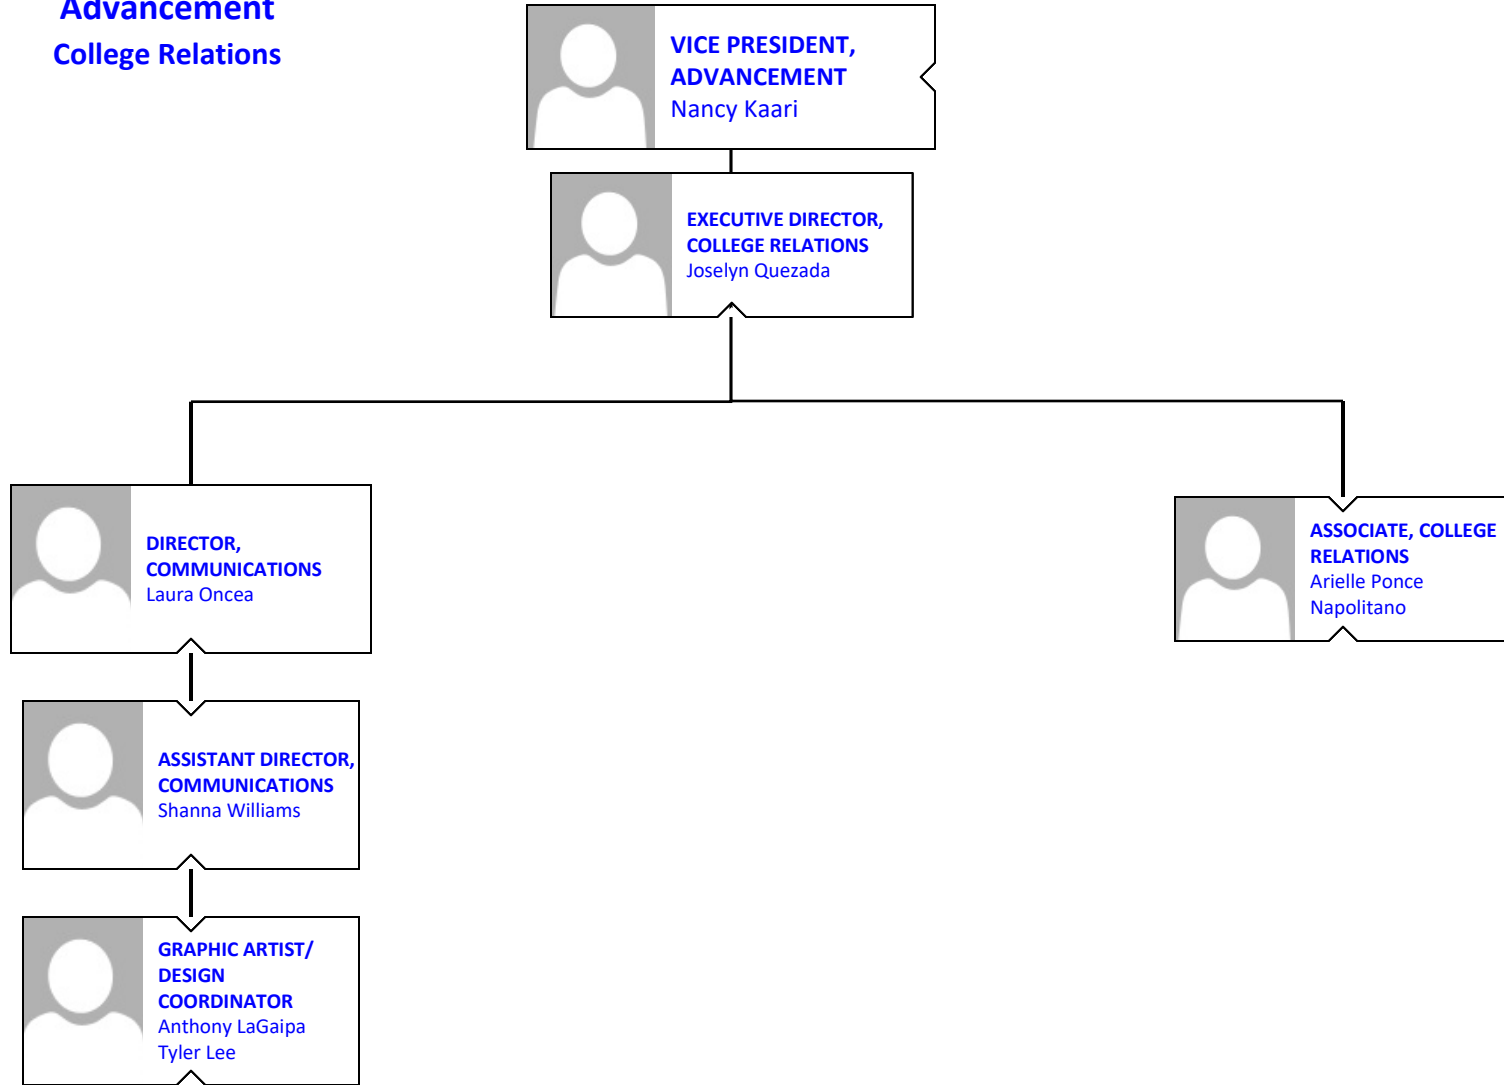 Advancement
College Relations
VICE PRESIDENT,
ADVANCEMENT
Nancy Kaari
EXECUTIVE DIRECTOR,
COLLEGE RELATIONS
Joselyn Quezada
DIRECTOR,
COMMUNICATIONS
Laura Oncea
ASSOCIATE, COLLEGE
RELATIONS
Arielle Ponce
Napolitano
ASSISTANT DIRECTOR,
COMMUNICATIONS
Shanna Williams
GRAPHIC ARTIST/
DESIGN
COORDINATOR
Anthony LaGaipa
Tyler Lee